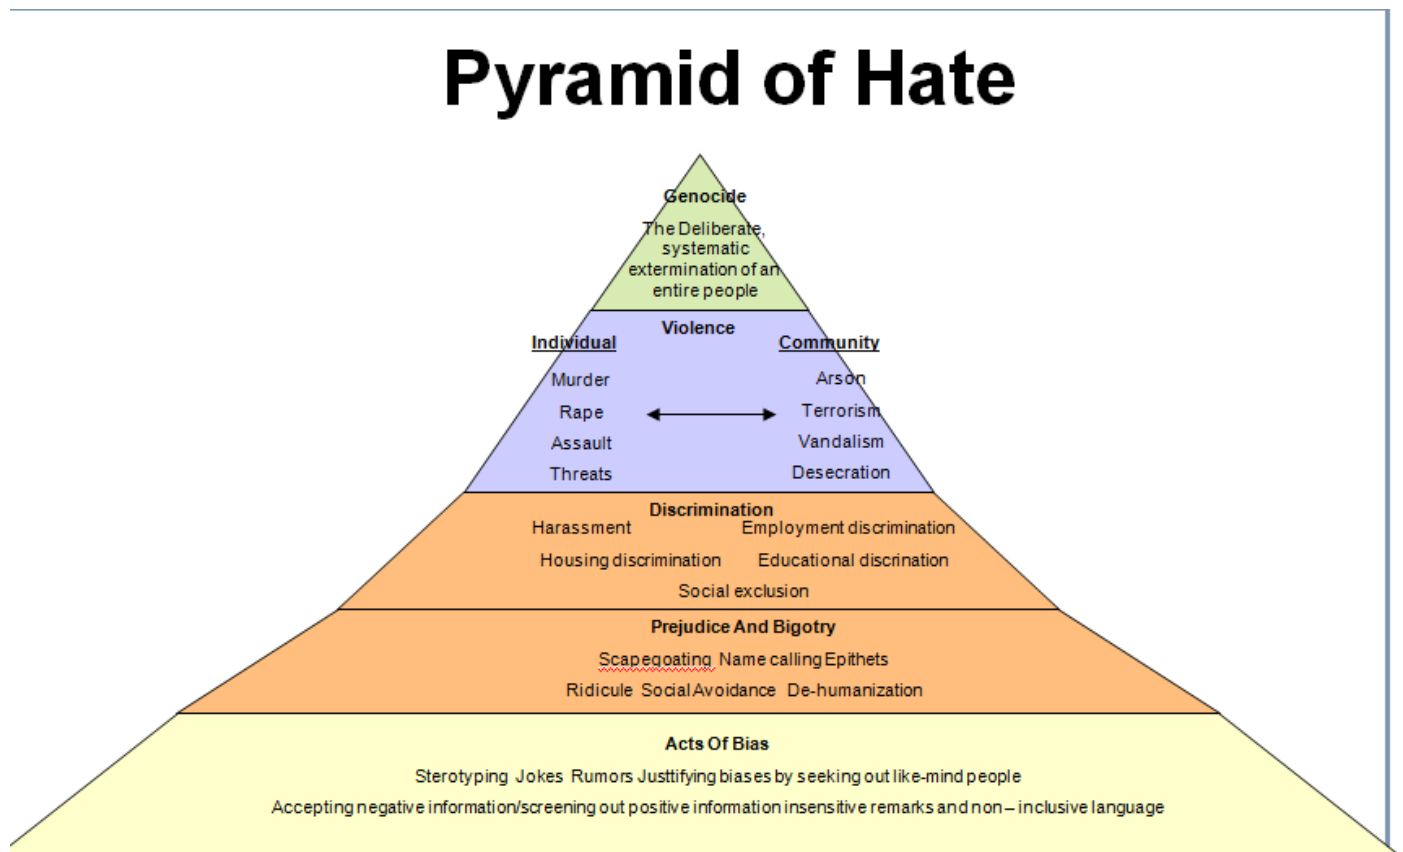 Pyramid of Hate
Genocide
The Deliberate,
systematic
extermination of an
entire people
Violence
Individual
Community
Murder
Arson
Rape
Terrorism
Assault
Vandalism
Threats
Desecration
Discrimination
Harassment Employment discrimination
Housing discrimination Educational discrination
Social exclusion
Prejudice And Bigotry
Scapegoating Name calling Epithets
Ridicule Social Avoidance De-humanization
Acts Of Bias
Sterotyping Jokes Rumors Justtifying biases by seeking out like-mind people
Accepting negative information/screening out positive information insensitive remarks and non – inclusive language